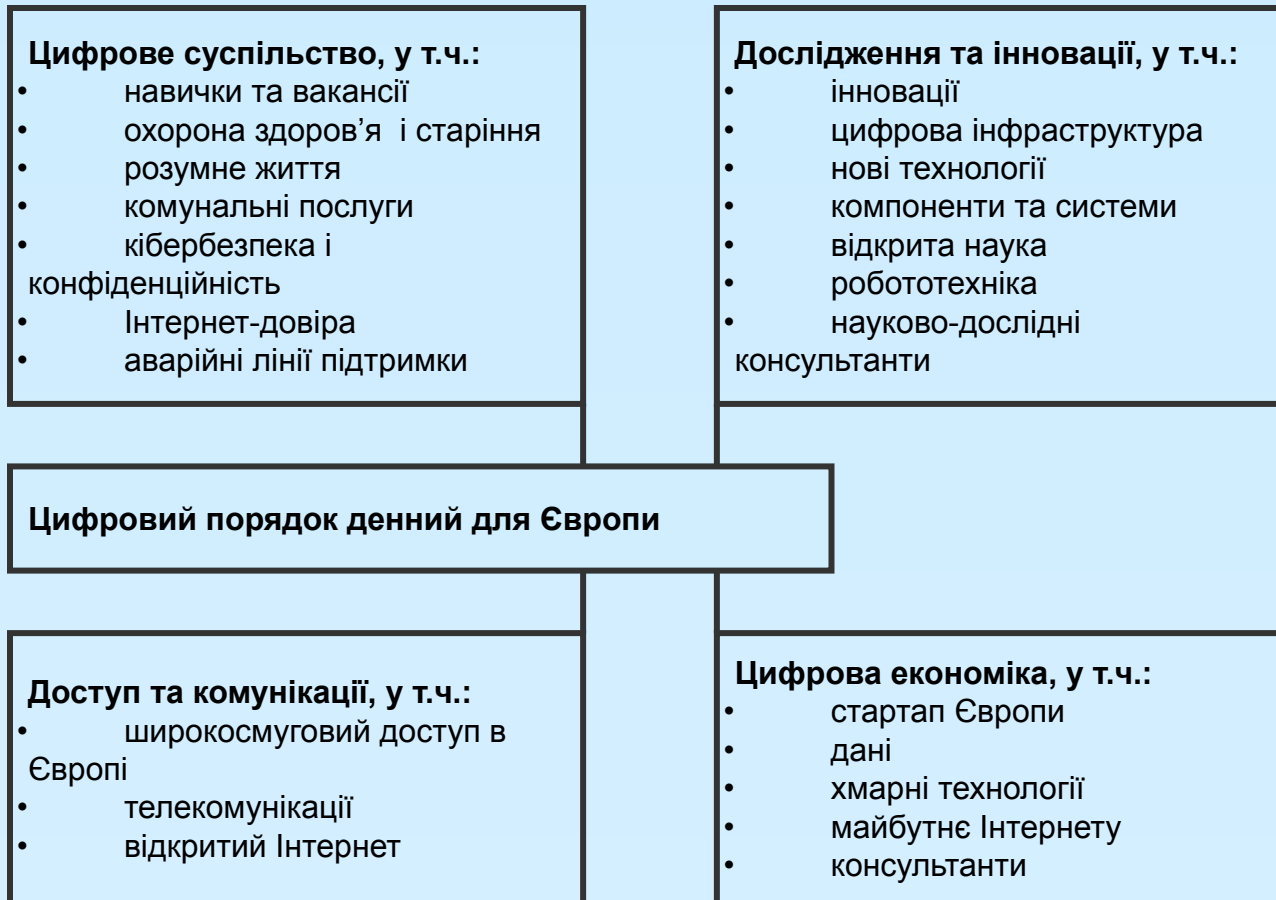 Цифрове суспільство, у т.ч.:
• навички та вакансії
• охорона здоров’я і старіння
• розумне життя
• комунальні послуги
• кібербезпека і
конфіденційність
• Інтернет-довіра
• аварійні лінії підтримки
Дослідження та інновації, у т.ч.:
• інновації
• цифрова інфраструктура
• нові технології
• компоненти та системи
• відкрита наука
• робототехніка
• науково-дослідні
консультанти
Цифровий порядок денний для Європи
Доступ та комунікації, у т.ч.:
• широкосмуговий доступ в
Європі
• телекомунікації
• відкритий Інтернет
Цифрова економіка, у т.ч.:
• стартап Європи
• дані
• хмарні технології
• майбутнє Інтернету
• консультанти